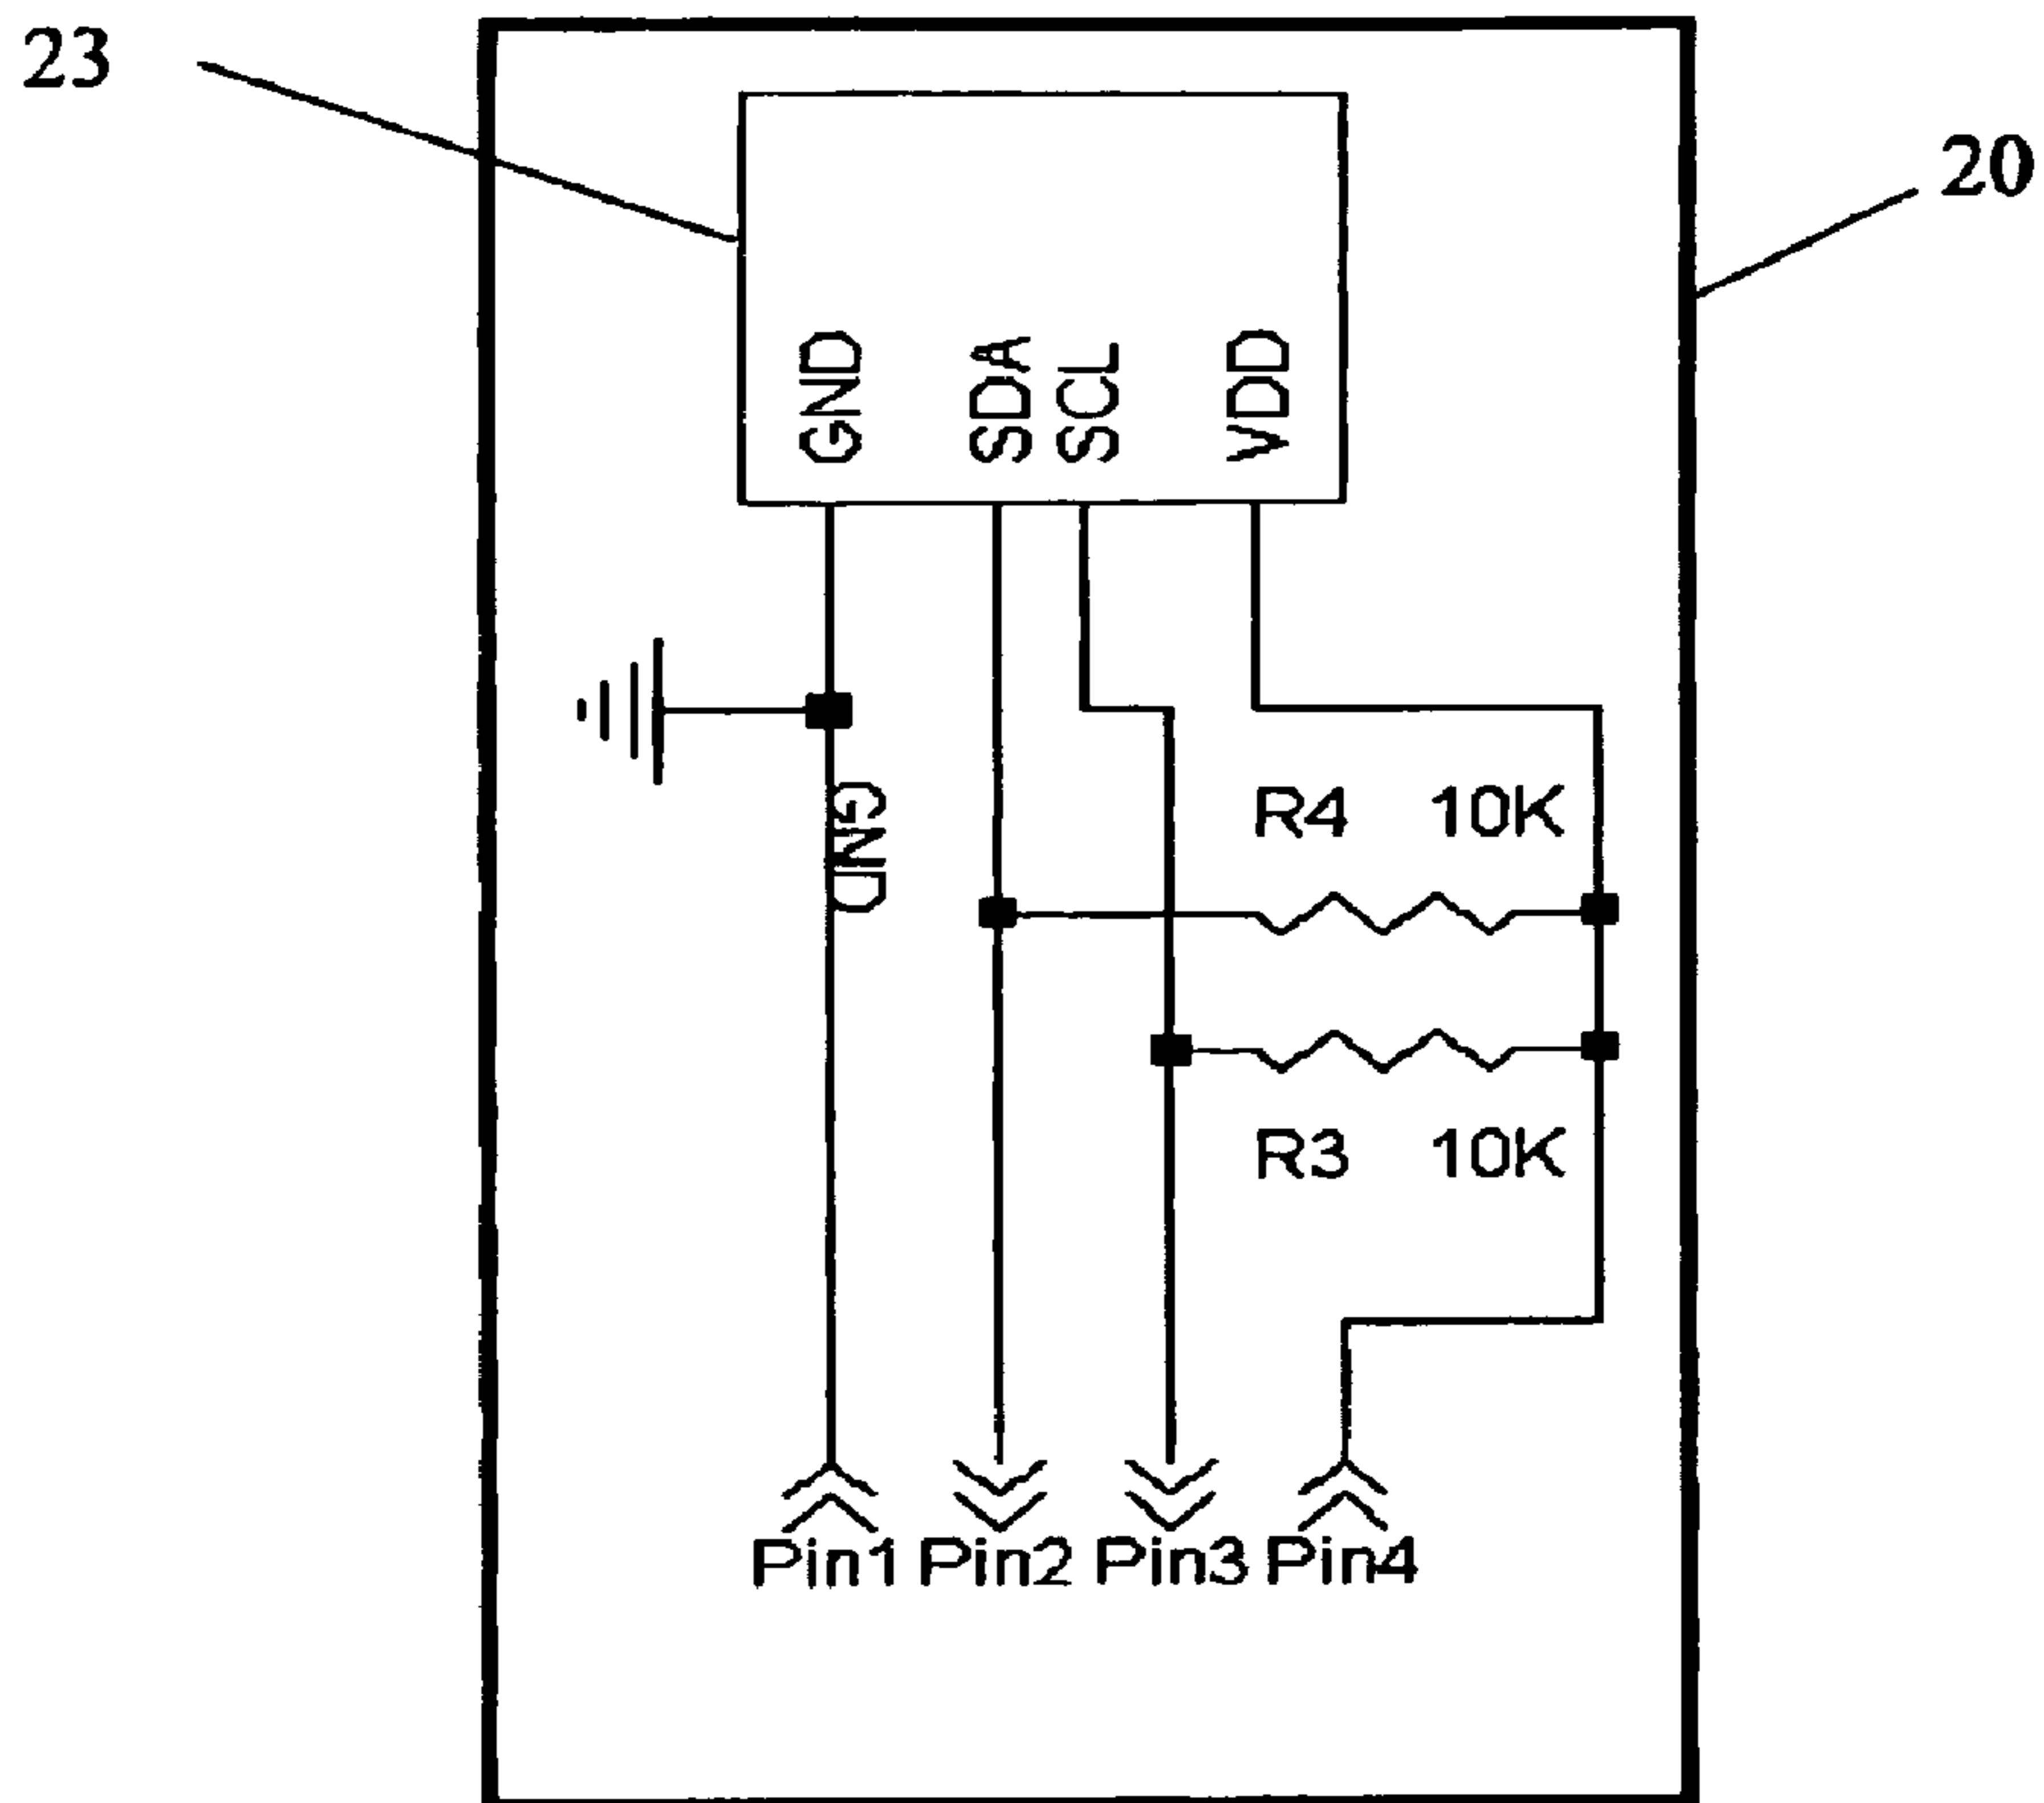 23
20
GND
SDA
SCL
VDD
GND
R4 10K
R3 10K
Pin1 Pin2 Pin3 Pin4